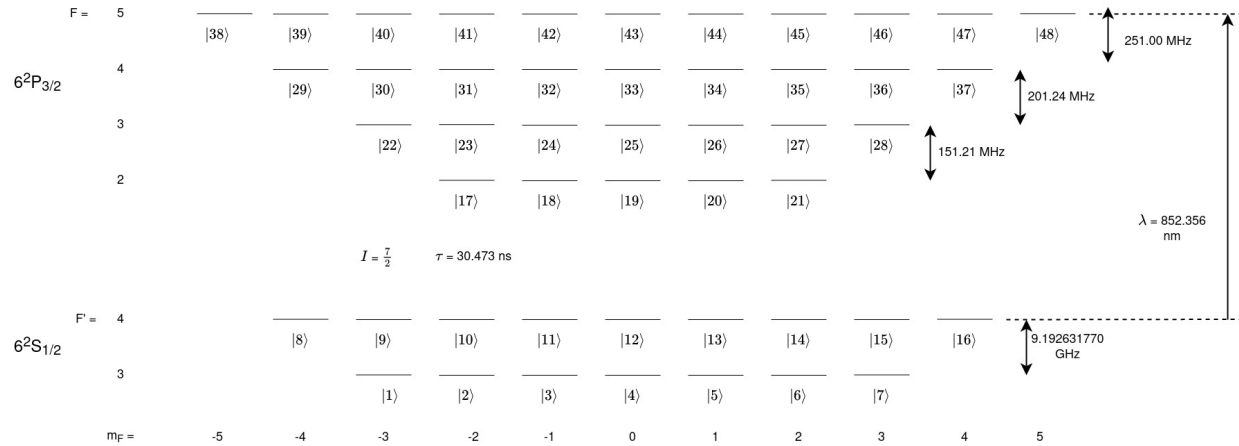 F = 5
|38⟩ |39⟩ |40⟩ |41⟩ |42⟩ |43⟩ |44⟩ |45⟩ |46⟩ |47⟩ |48⟩
251.00 MHz
6²P3/2
4
|29⟩ |30⟩ |31⟩ |32⟩ |33⟩ |34⟩ |35⟩ |36⟩ |37⟩
201.24 MHz
3
|22⟩ |23⟩ |24⟩ |25⟩ |26⟩ |27⟩ |28⟩
151.21 MHz
2
|17⟩ |18⟩ |19⟩ |20⟩ |21⟩
λ = 852.356
nm
I = 7/2 τ = 30.473 ns
F' = 4
|8⟩ |9⟩ |10⟩ |11⟩ |12⟩ |13⟩ |14⟩ |15⟩ |16⟩
9.192631770
GHz
6²S1/2
3
|1⟩ |2⟩ |3⟩ |4⟩ |5⟩ |6⟩ |7⟩
mF = -5 -4 -3 -2 -1 0 1 2 3 4 5